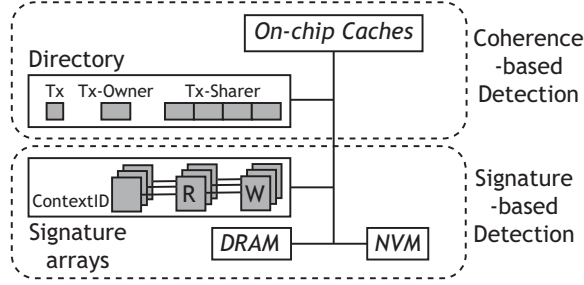 On-chip Caches
Directory
Tx Tx-Owner Tx-Sharer
Coherence
-based
Detection
ContextID
R
W
Signature
arrays
DRAM
NVM
Signature
-based
Detection